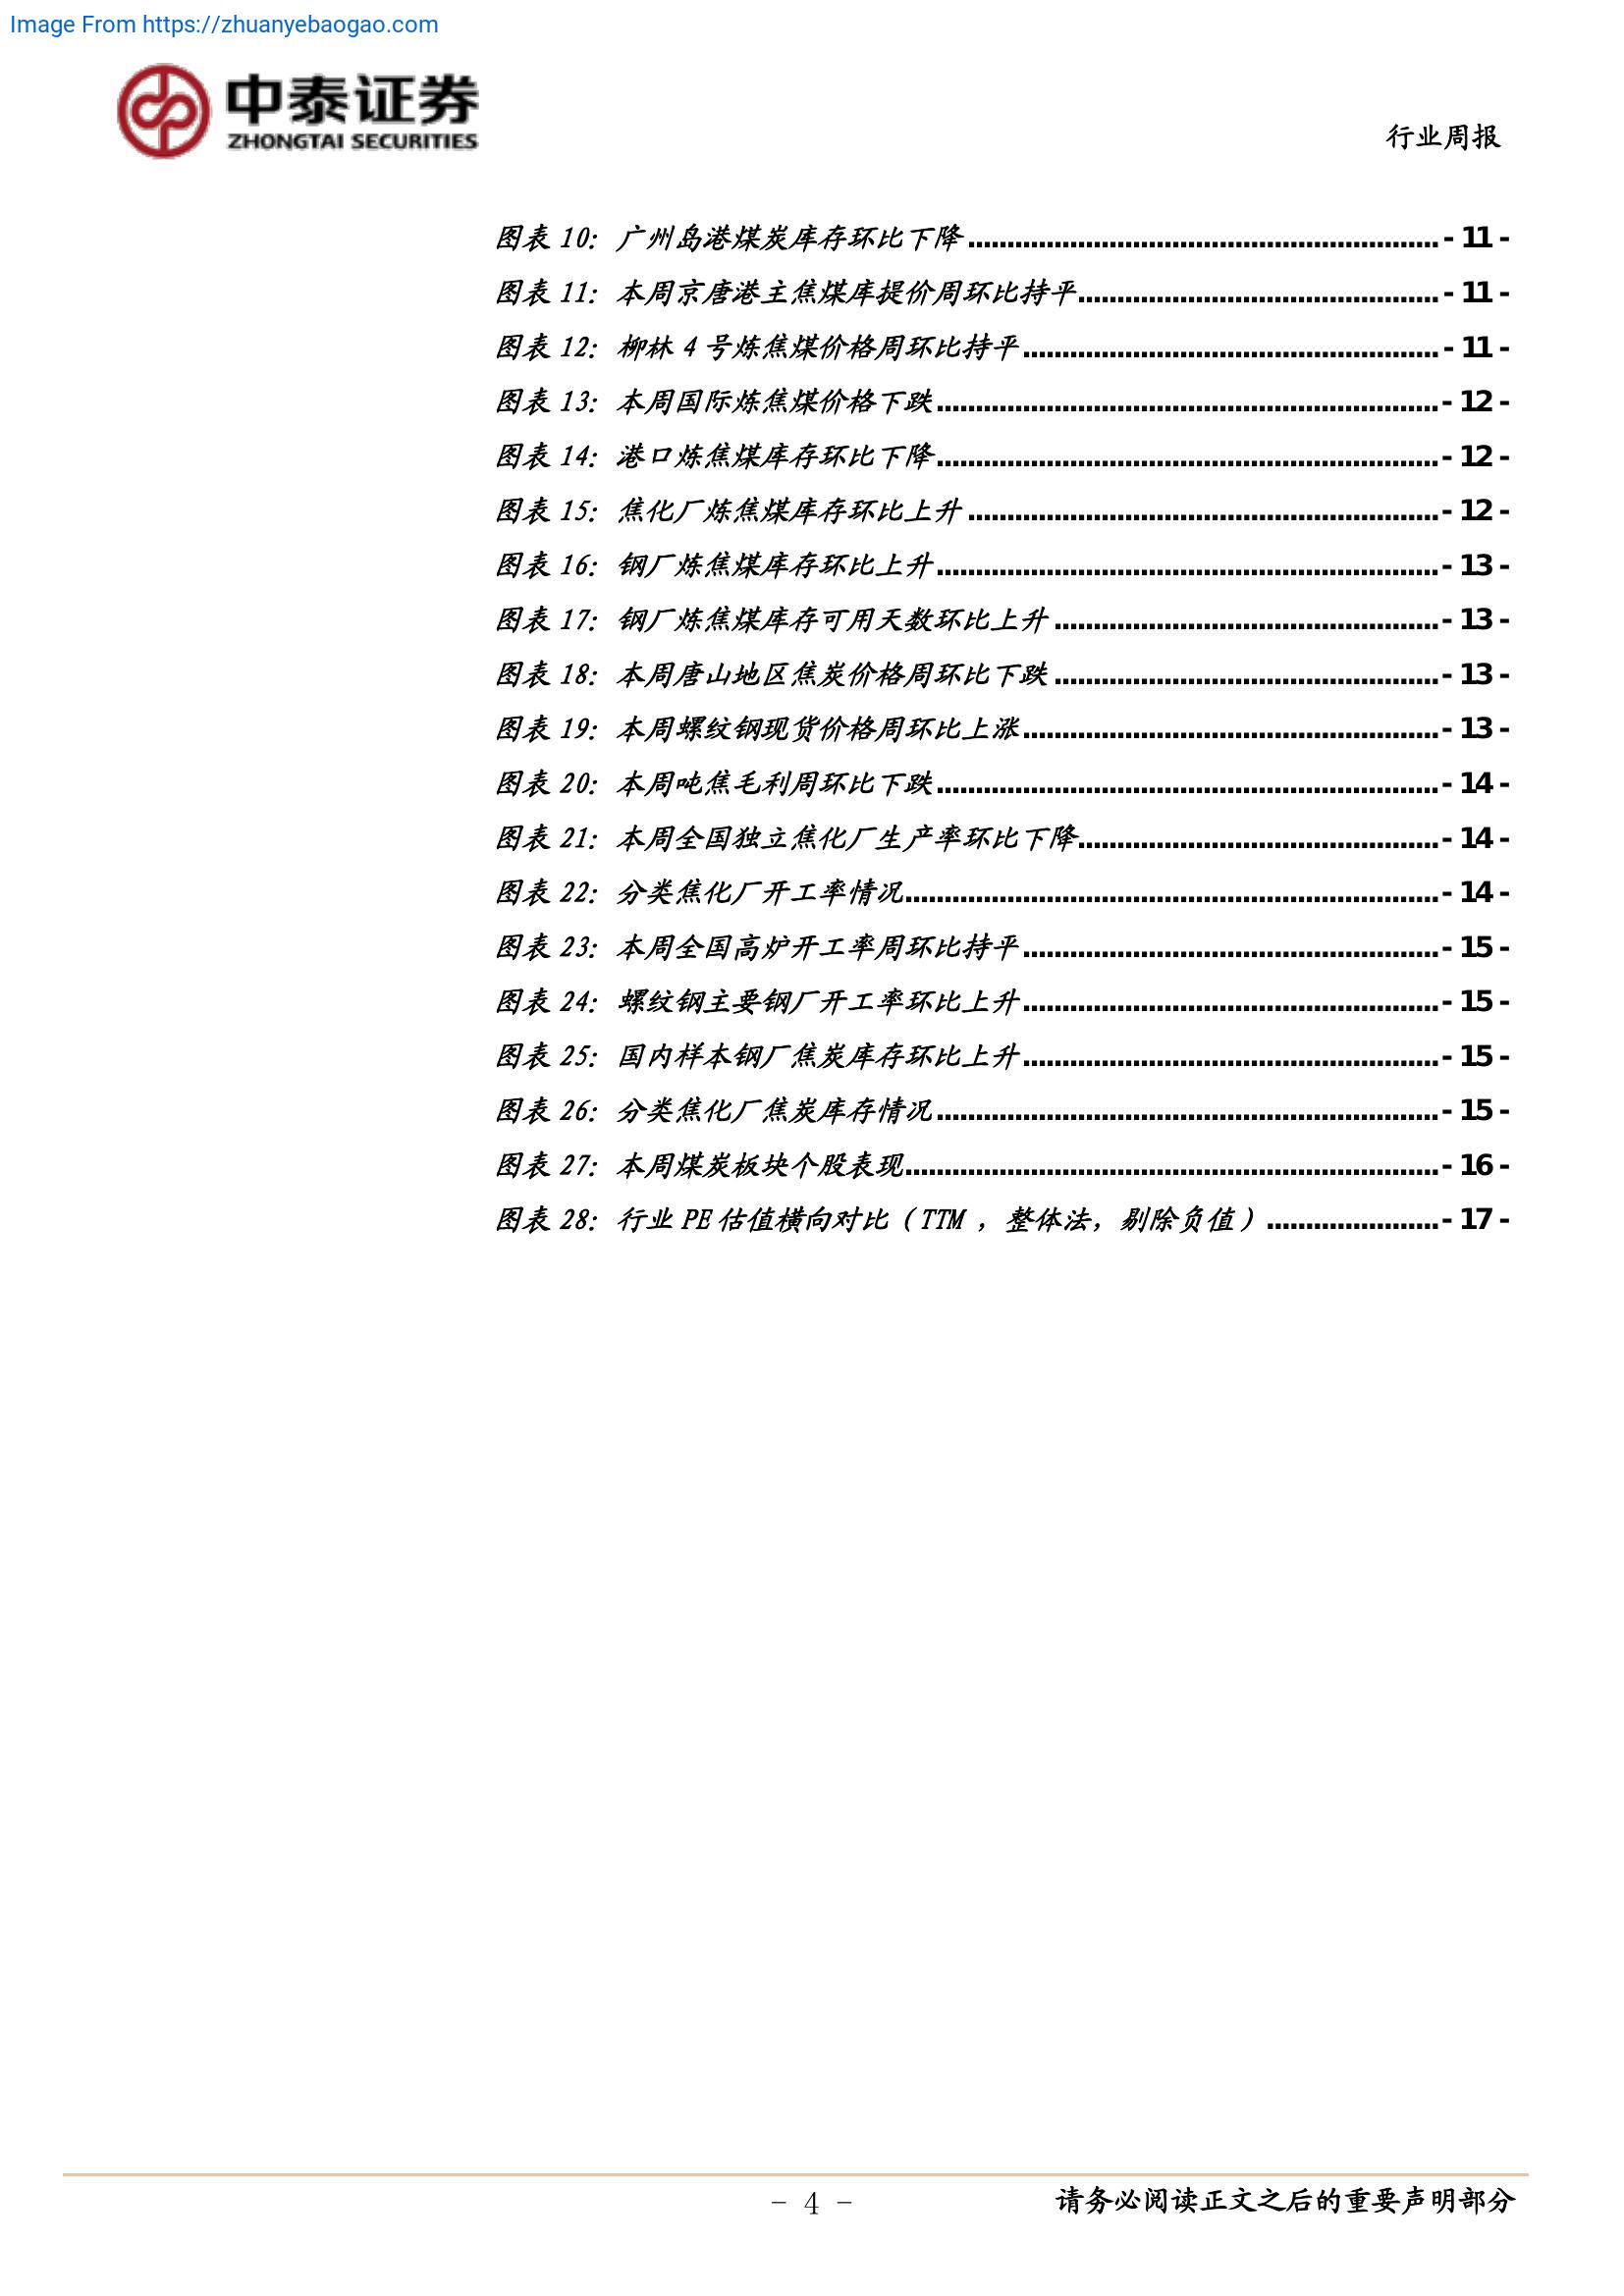 Image From https://zhuanyebaogao.com
中泰证券
ZHONGTAI SECURITIES
行业周报
图表 10: 广州岛港煤炭库存环比下降 - 11 -
图表 11: 本周京唐港主焦煤库提价周环比持平 - 11 -
图表 12: 柳林 4 号炼焦煤价格周环比持平 - 11 -
图表 13: 本周国际炼焦煤价格下跌 - 12 -
图表 14: 港口炼焦煤库存环比下降 - 12 -
图表 15: 焦化厂炼焦煤库存环比上升 - 12 -
图表 16: 钢厂炼焦煤库存环比上升 - 13 -
图表 17: 钢厂炼焦煤库存可用天数环比上升 - 13 -
图表 18: 本周唐山地区焦炭价格周环比下跌 - 13 -
图表 19: 本周螺纹钢现货价格周环比上涨 - 13 -
图表 20: 本周吨焦毛利周环比下跌 - 14 -
图表 21: 本周全国独立焦化厂生产率环比下降 - 14 -
图表 22: 分类焦化厂开工率情况 - 14 -
图表 23: 本周全国高炉开工率周环比持平 - 15 -
图表 24: 螺纹钢主要钢厂开工率环比上升 - 15 -
图表 25: 国内样本钢厂焦炭库存环比上升 - 15 -
图表 26: 分类焦化厂焦炭库存情况 - 15 -
图表 27: 本周煤炭板块个股表现 - 16 -
图表 28: 行业 PE 估值横向对比（TTM ，整体法，剔除负值） - 17 -
- 4 -
请务必阅读正文之后的重要声明部分